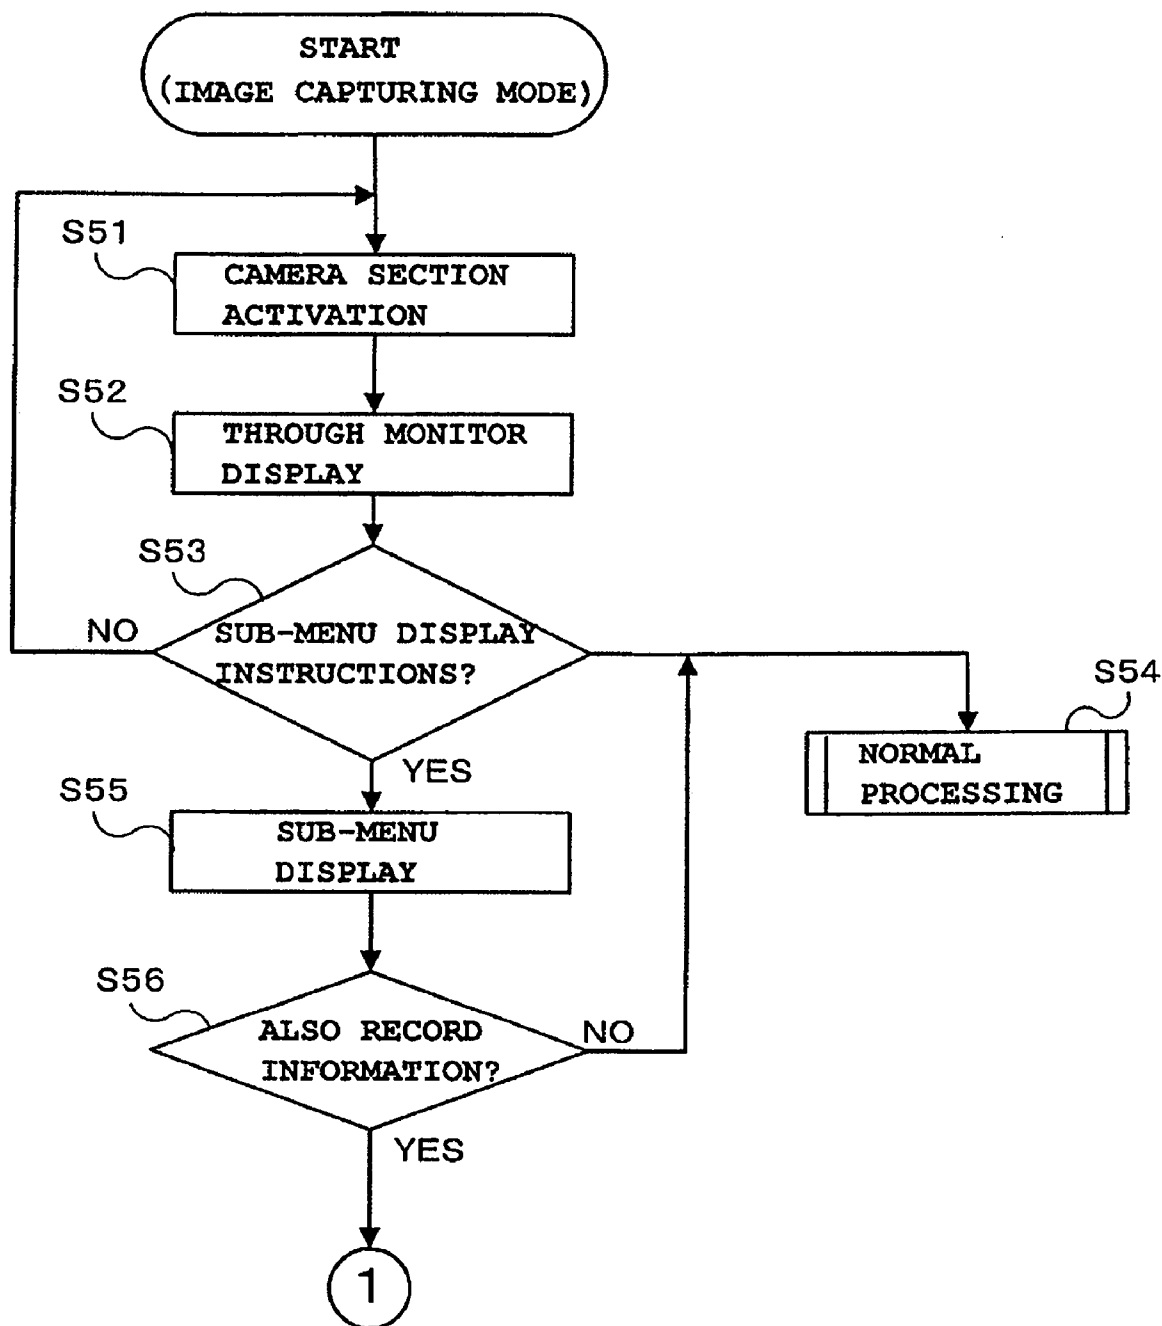 START
(IMAGE CAPTURING MODE)
S51
CAMERA SECTION
ACTIVATION
S52
THROUGH MONITOR
DISPLAY
S53
NO
SUB-MENU DISPLAY
INSTRUCTIONS?
S54
NORMAL
PROCESSING
YES
S55
SUB-MENU
DISPLAY
S56
ALSO RECORD
INFORMATION?
NO
YES
1